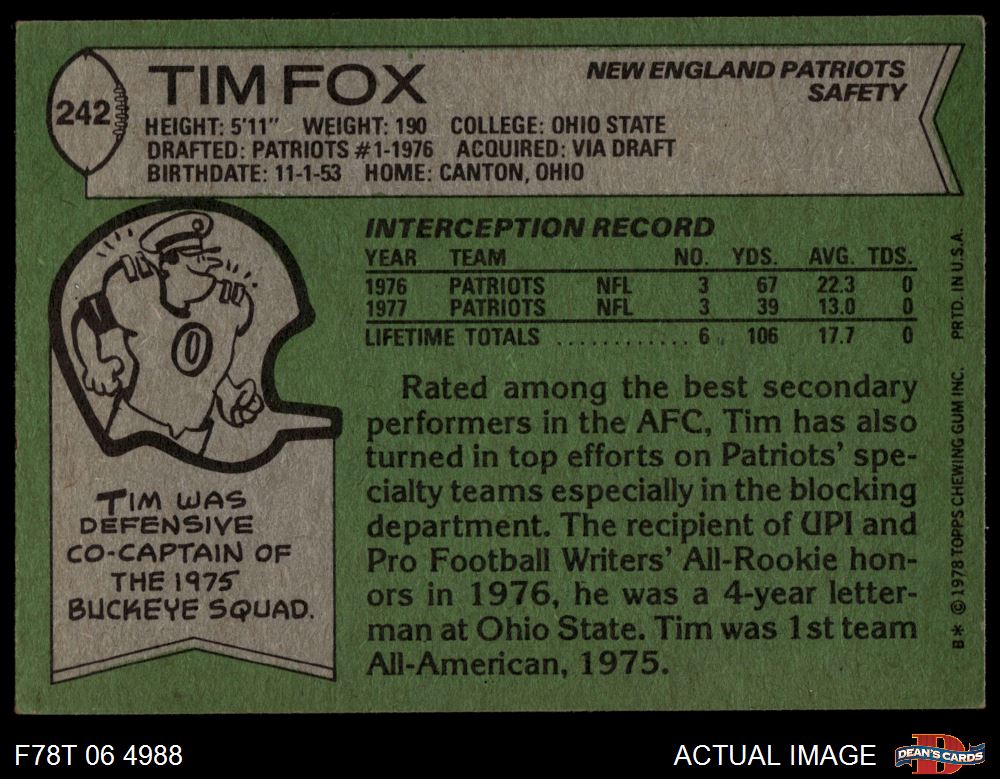 242
TIM FOX
NEW ENGLAND PATRIOTS
SAFETY
HEIGHT: 5'11" WEIGHT: 190 COLLEGE: OHIO STATE
DRAFTED: PATRIOTS #1-1976 ACQUIRED: VIA DRAFT
BIRTHDATE: 11-1-53 HOME: CANTON, OHIO
INTERCEPTION RECORD
YEAR TEAM NO. YDS. AVG. TDS.
1976 PATRIOTS NFL 3 67 22.3 0
1977 PATRIOTS NFL 3 39 13.0 0
LIFETIME TOTALS ............ 6 106 17.7 0
0
TIM WAS
DEFENSIVE
CO-CAPTAIN OF
THE 1975
BUCKEYE SQUAD.
Rated among the best secondary
performers in the AFC, Tim has also
turned in top efforts on Patriots' spe-
cialty teams especially in the blocking
department. The recipient of UPI and
Pro Football Writers' All-Rookie hon-
ors in 1976, he was a 4-year letter-
man at Ohio State. Tim was 1st team
All-American, 1975.
B* © 1978 TOPPS CHEWING GUM INC. PRTD. IN U.S.A.
F78T 06 4988
ACTUAL IMAGE
D
DEAN'S CARDS